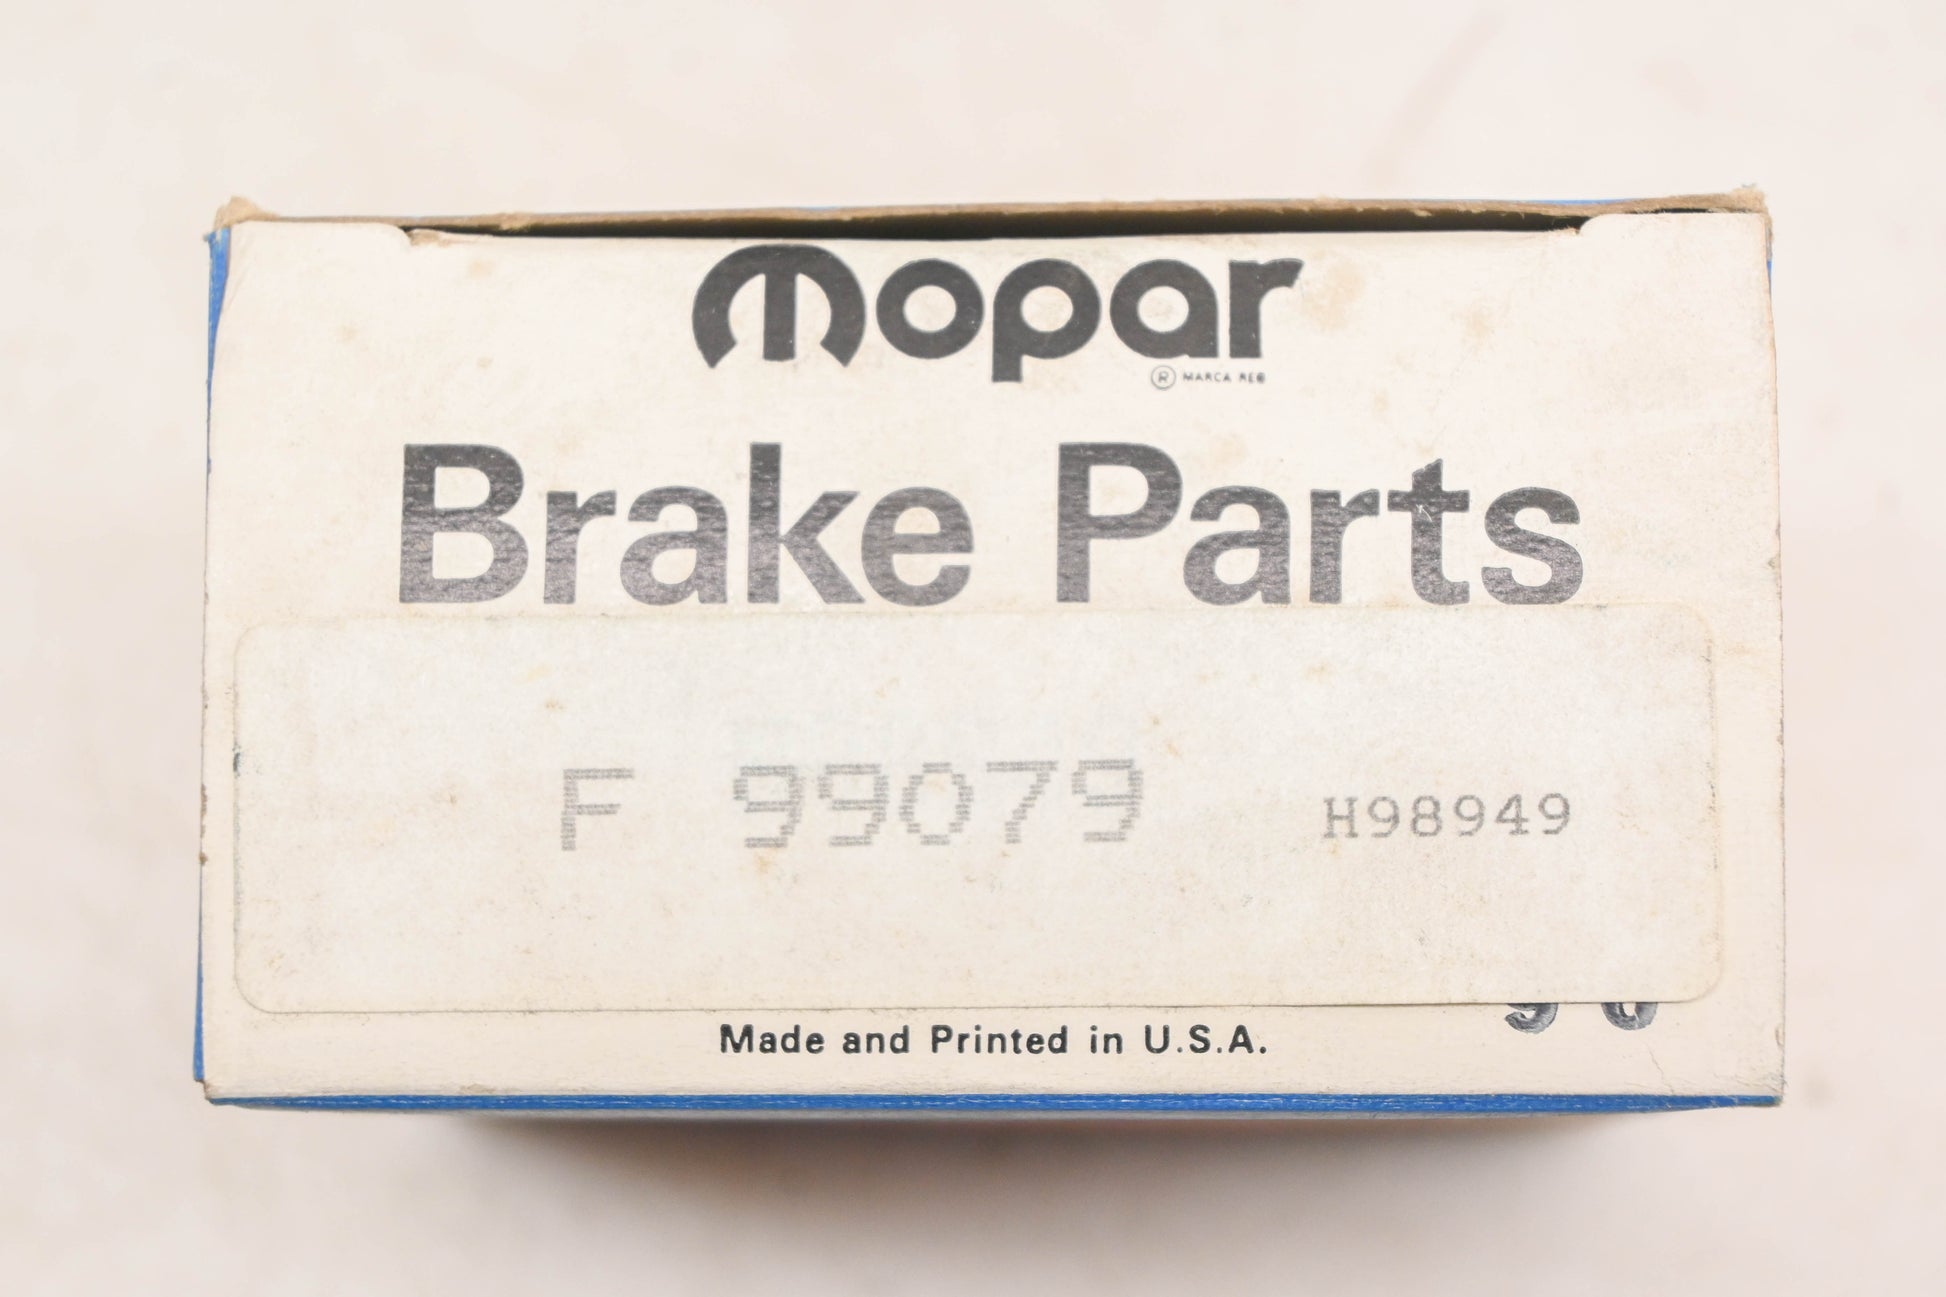 mopar
® MARCA REG
Brake Parts
F 99079 H98949
Made and Printed in U.S.A.